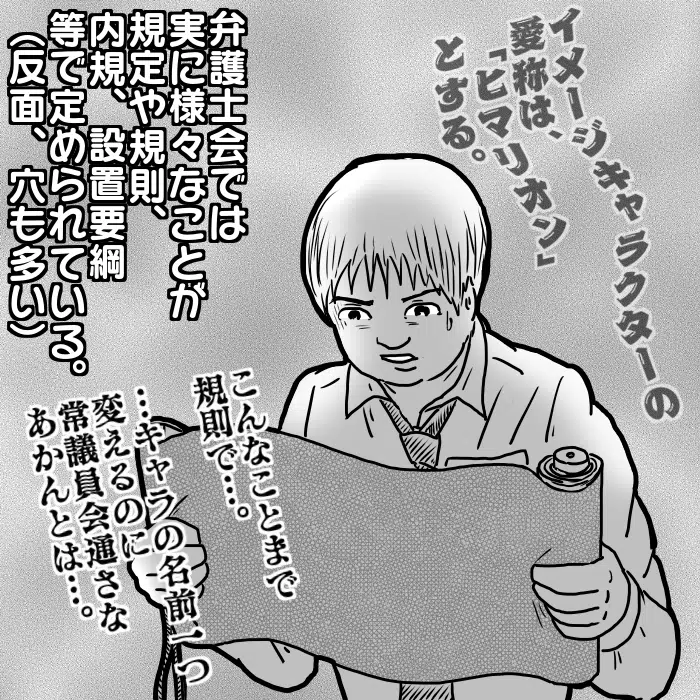 イメージキャラクターの
愛称は、
「ヒマリオン」
とする。
弁護士会では
実に様々なことが
規定や規則、
内規、設置要綱
等で定められている。
（反面、穴も多い）
こんなことまで
規則で…。
…キャラの名前一つ
変えるのに
常議員会通さな
あかんとは…。